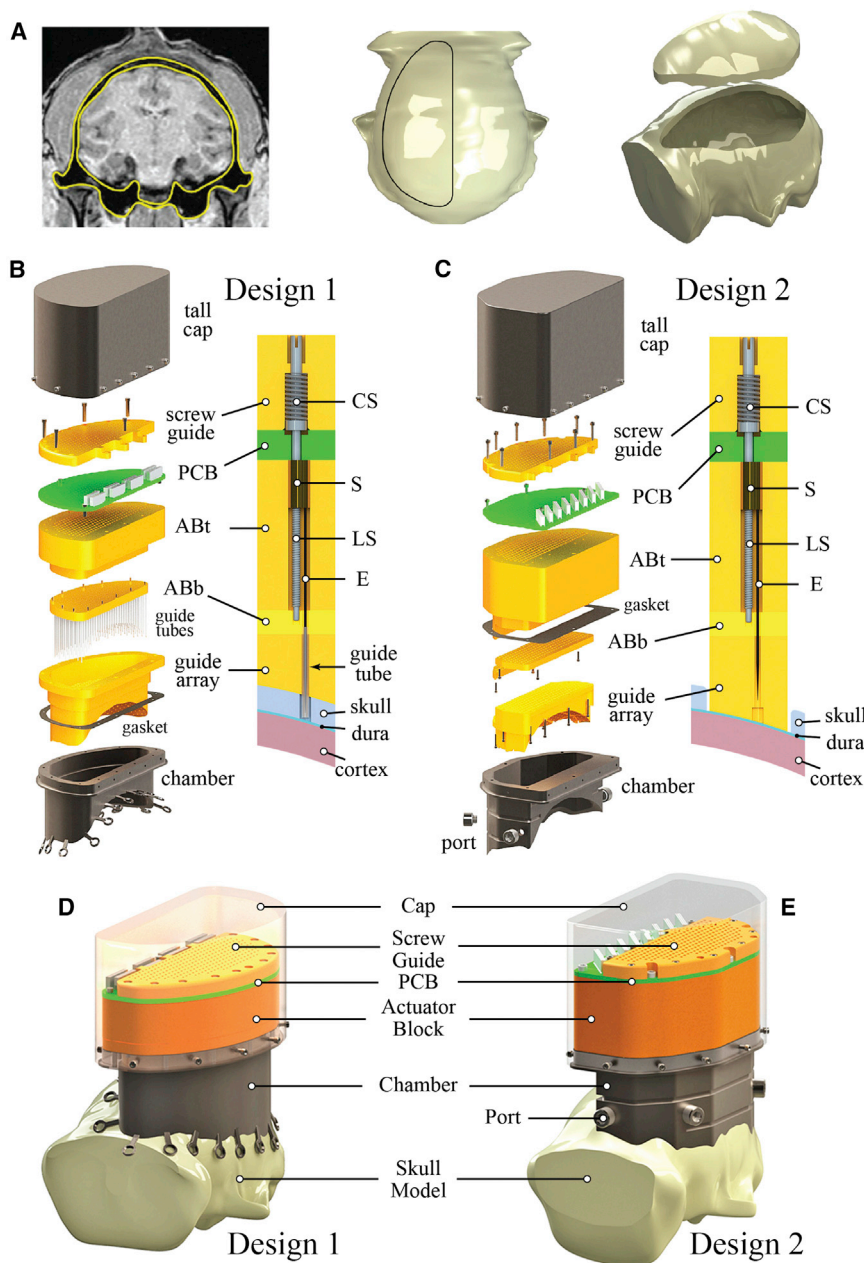 A
B
Design 1
tall
cap
screw
guide
PCB
ABt
ABb
guide
tubes
guide
array
gasket
chamber
CS
S
LS
E
guide
tube
skull
dura
cortex
C
Design 2
tall
cap
screw
guide
PCB
ABt
gasket
ABb
guide
array
chamber
port
CS
S
LS
E
skull
dura
cortex
D
E
Cap
Screw
Guide
PCB
Actuator
Block
Chamber
Port
Skull
Model
Design 1
Design 2